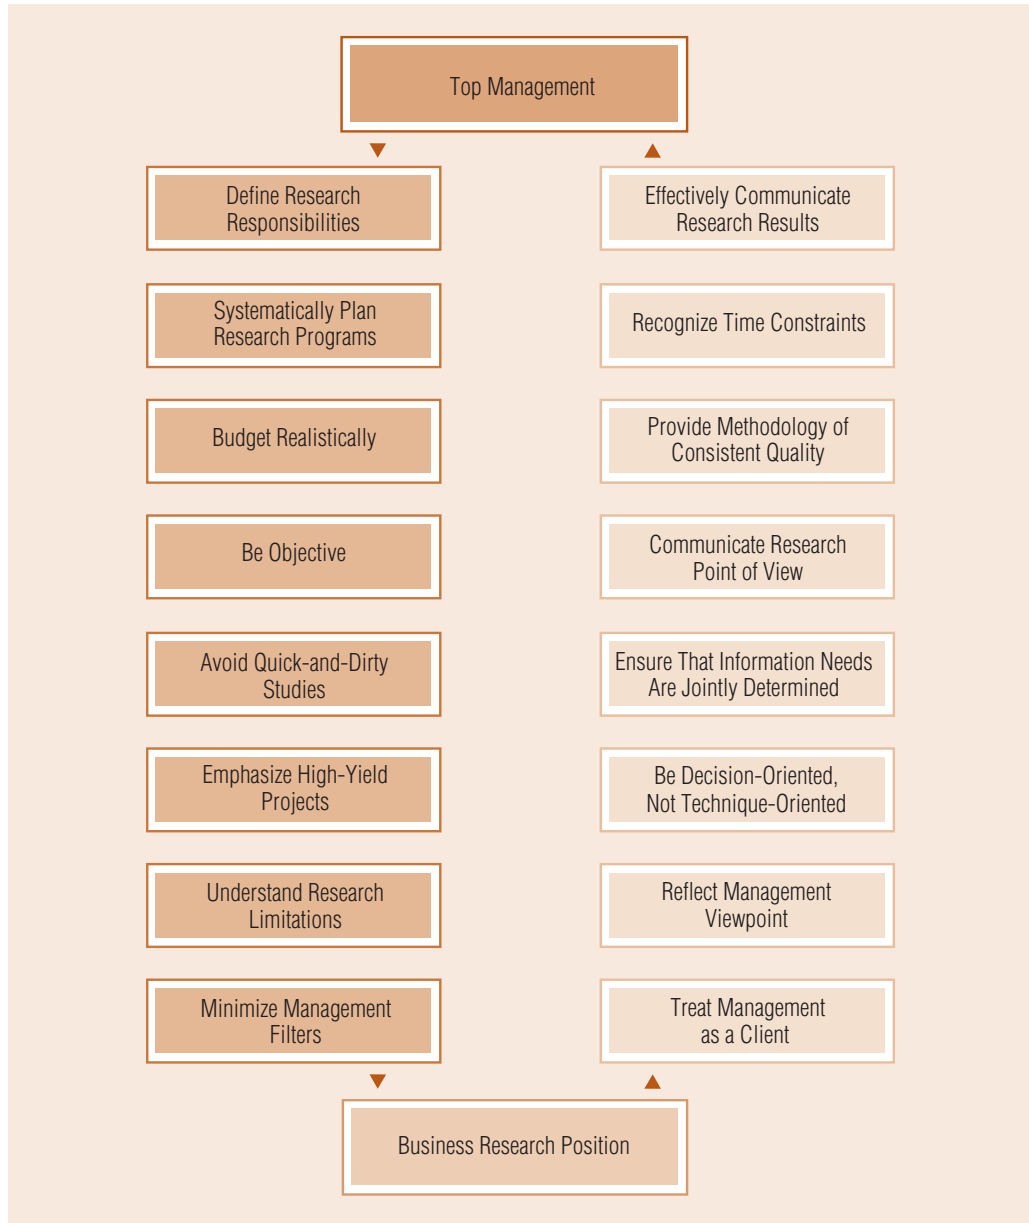 Top Management
Define Research
Responsibilities
Systematically Plan
Research Programs
Budget Realistically
Be Objective
Avoid Quick-and-Dirty
Studies
Emphasize High-Yield
Projects
Understand Research
Limitations
Minimize Management
Filters
Effectively Communicate
Research Results
Recognize Time Constraints
Provide Methodology of
Consistent Quality
Communicate Research
Point of View
Ensure That Information Needs
Are Jointly Determined
Be Decision-Oriented,
Not Technique-Oriented
Reflect Management
Viewpoint
Treat Management
as a Client
Business Research Position